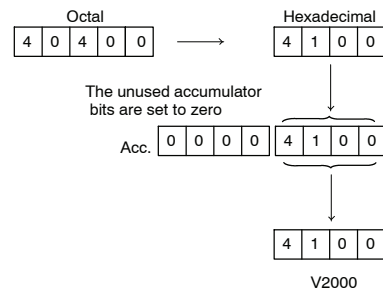 Octal Hexadecimal
4 0 4 0 0 4 1 0 0
The unused accumulator
bits are set to zero
Acc. 0 0 0 0 4 1 0 0
4 1 0 0
V2000